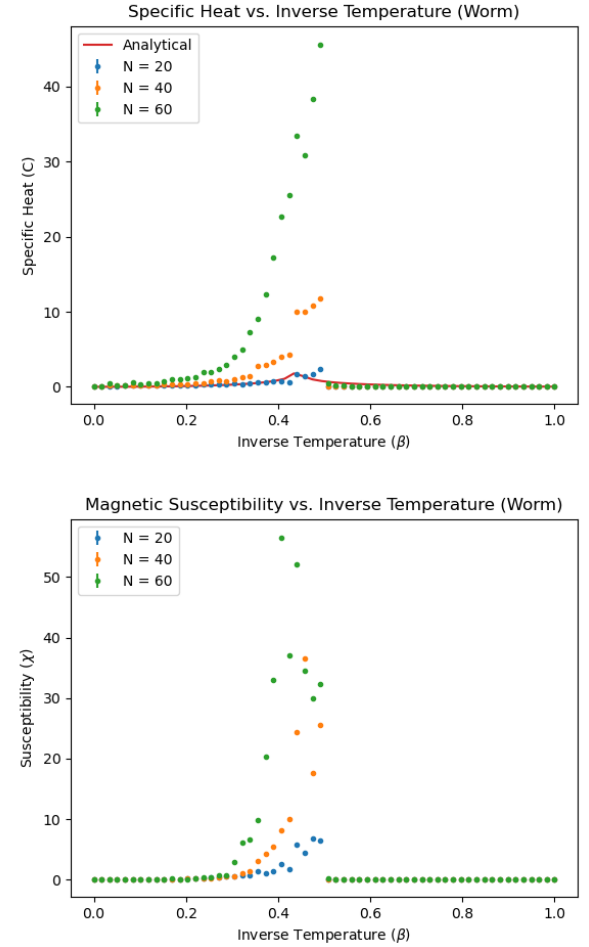 Specific Heat vs. Inverse Temperature (Worm)
Analytical
N = 20
N = 40
N = 60
Specific Heat (C)
40
30
20
10
0
0.0 0.2 0.4 0.6 0.8 1.0
Inverse Temperature (β)
Magnetic Susceptibility vs. Inverse Temperature (Worm)
N = 20
N = 40
N = 60
Susceptibility (χ)
50
40
30
20
10
0
0.0 0.2 0.4 0.6 0.8 1.0
Inverse Temperature (β)